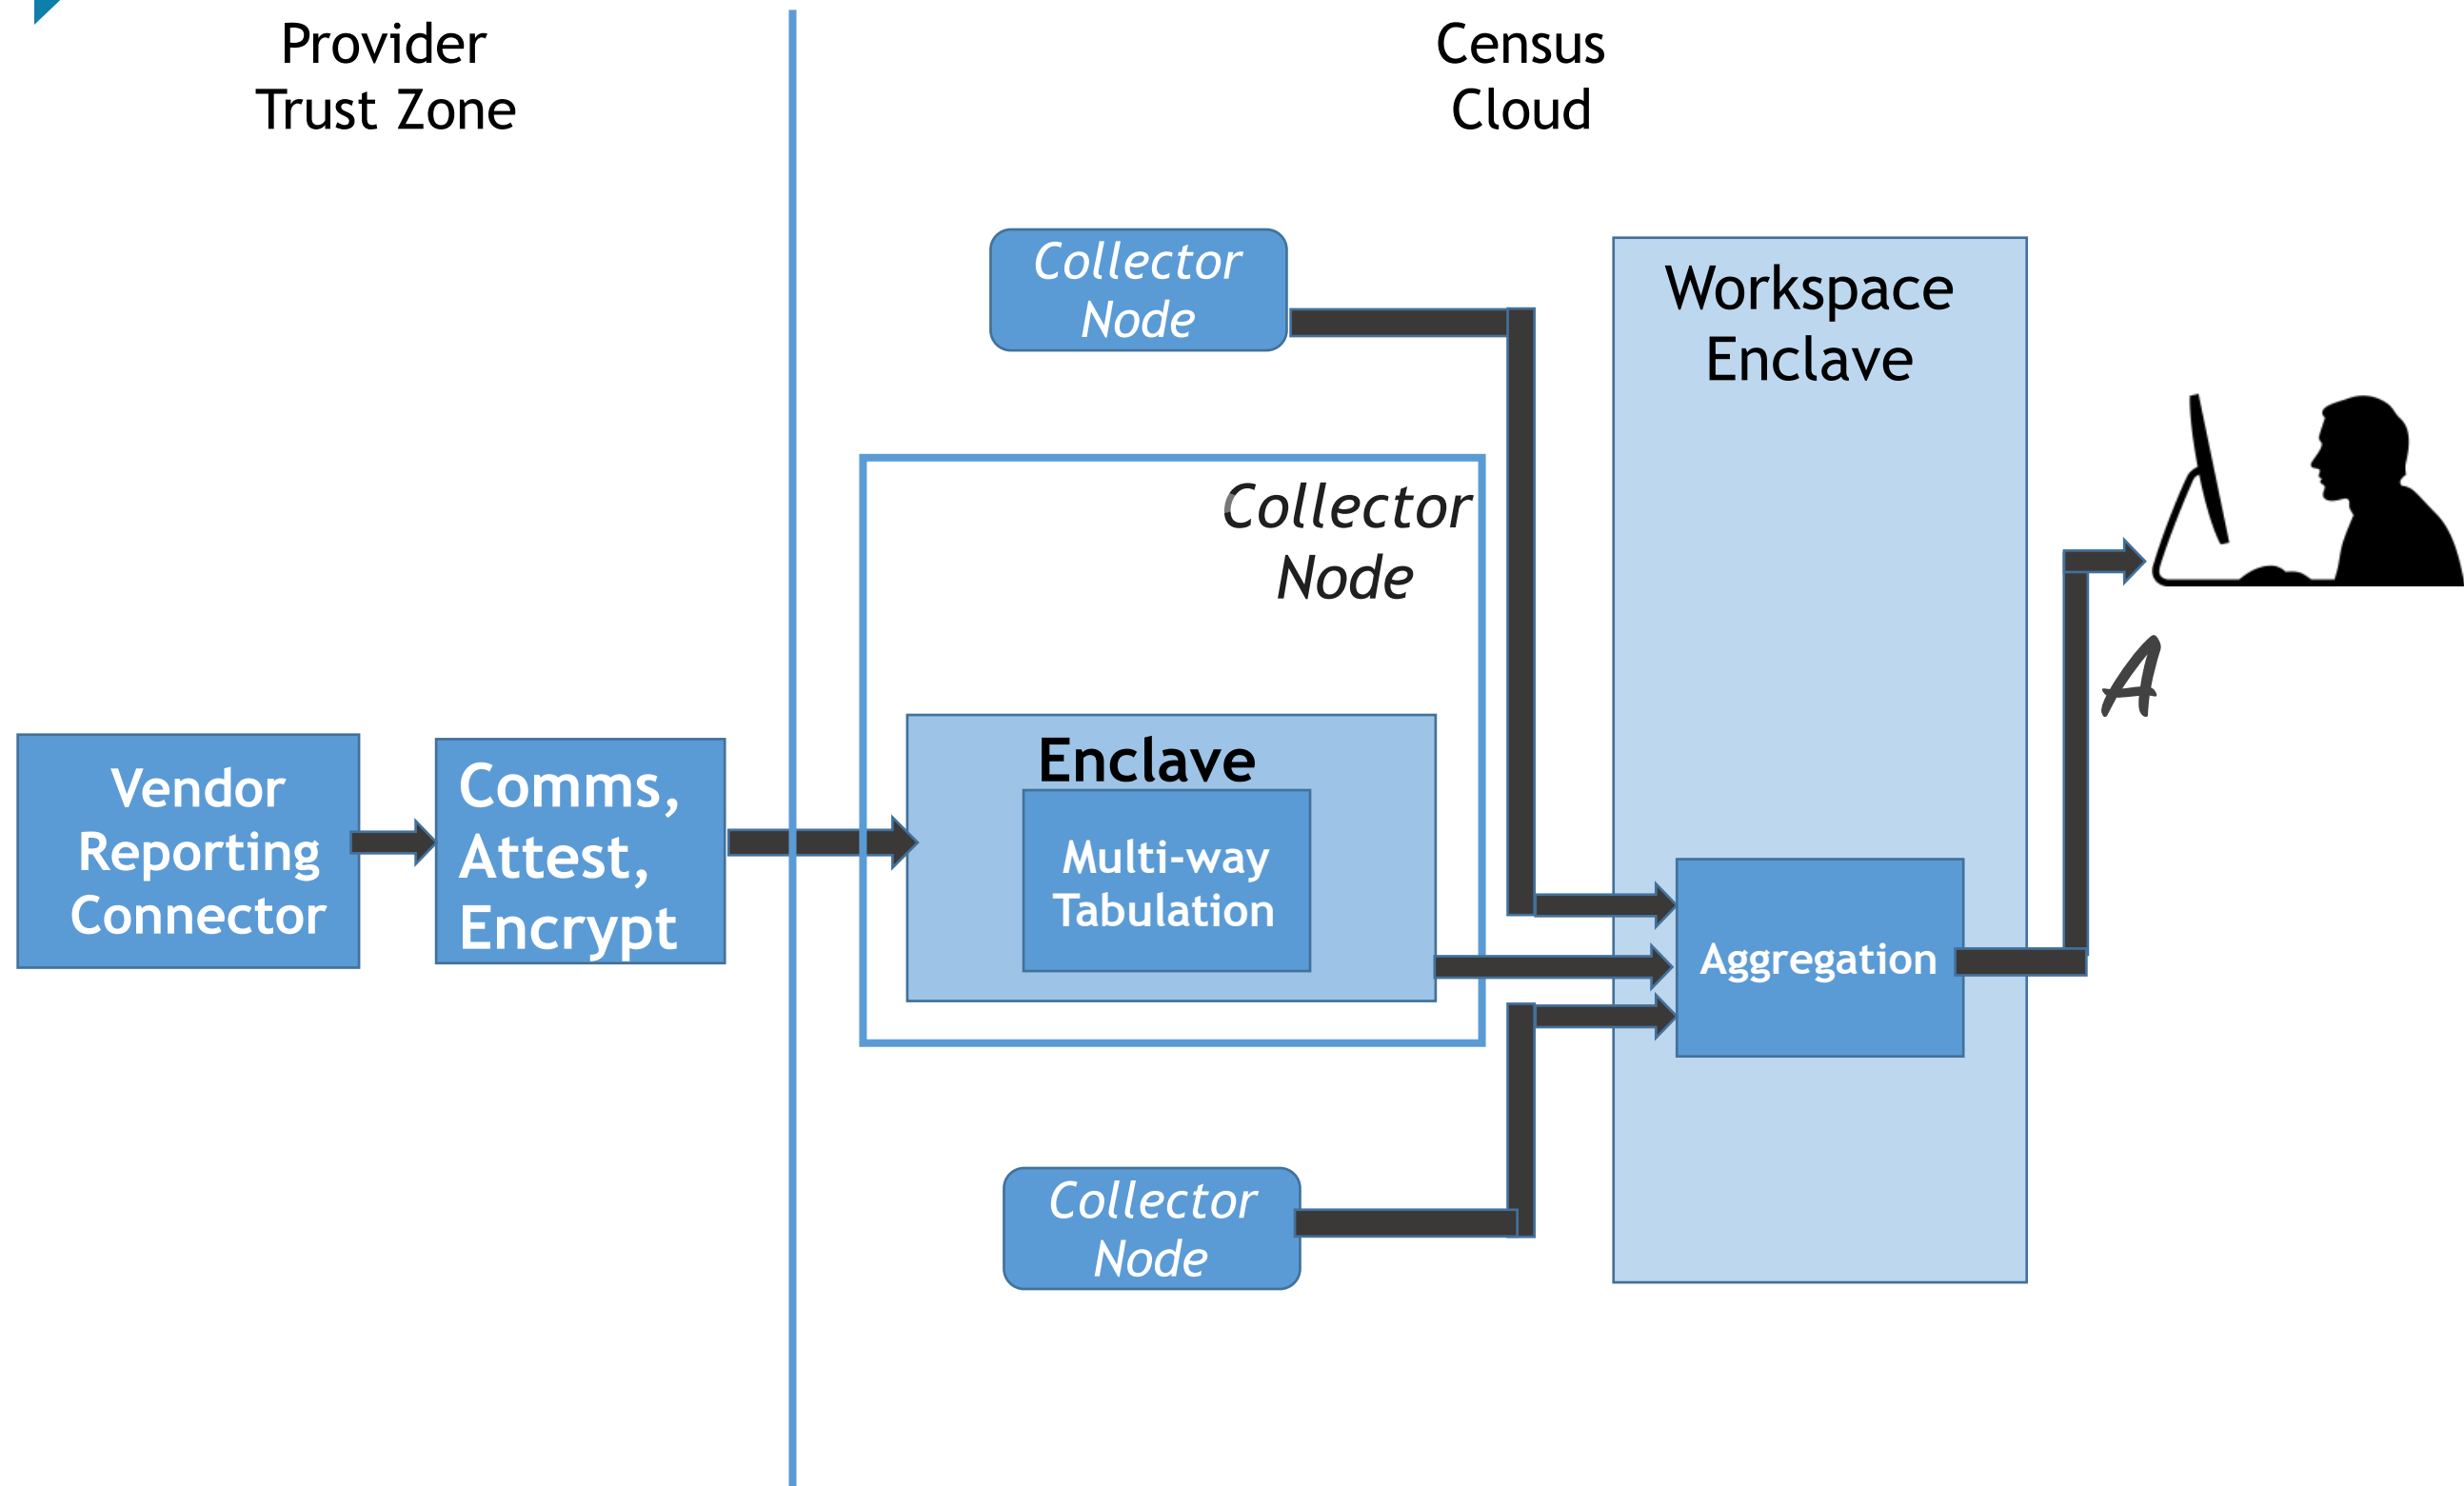 Provider
Trust Zone
Census
Cloud
Collector
Node
Workspace
Enclave
Collector
Node
A
Vendor
Reporting
Connector
Comms,
Attest,
Encrypt
Enclave
Multi-way
Tabulation
Aggregation
Collector
Node